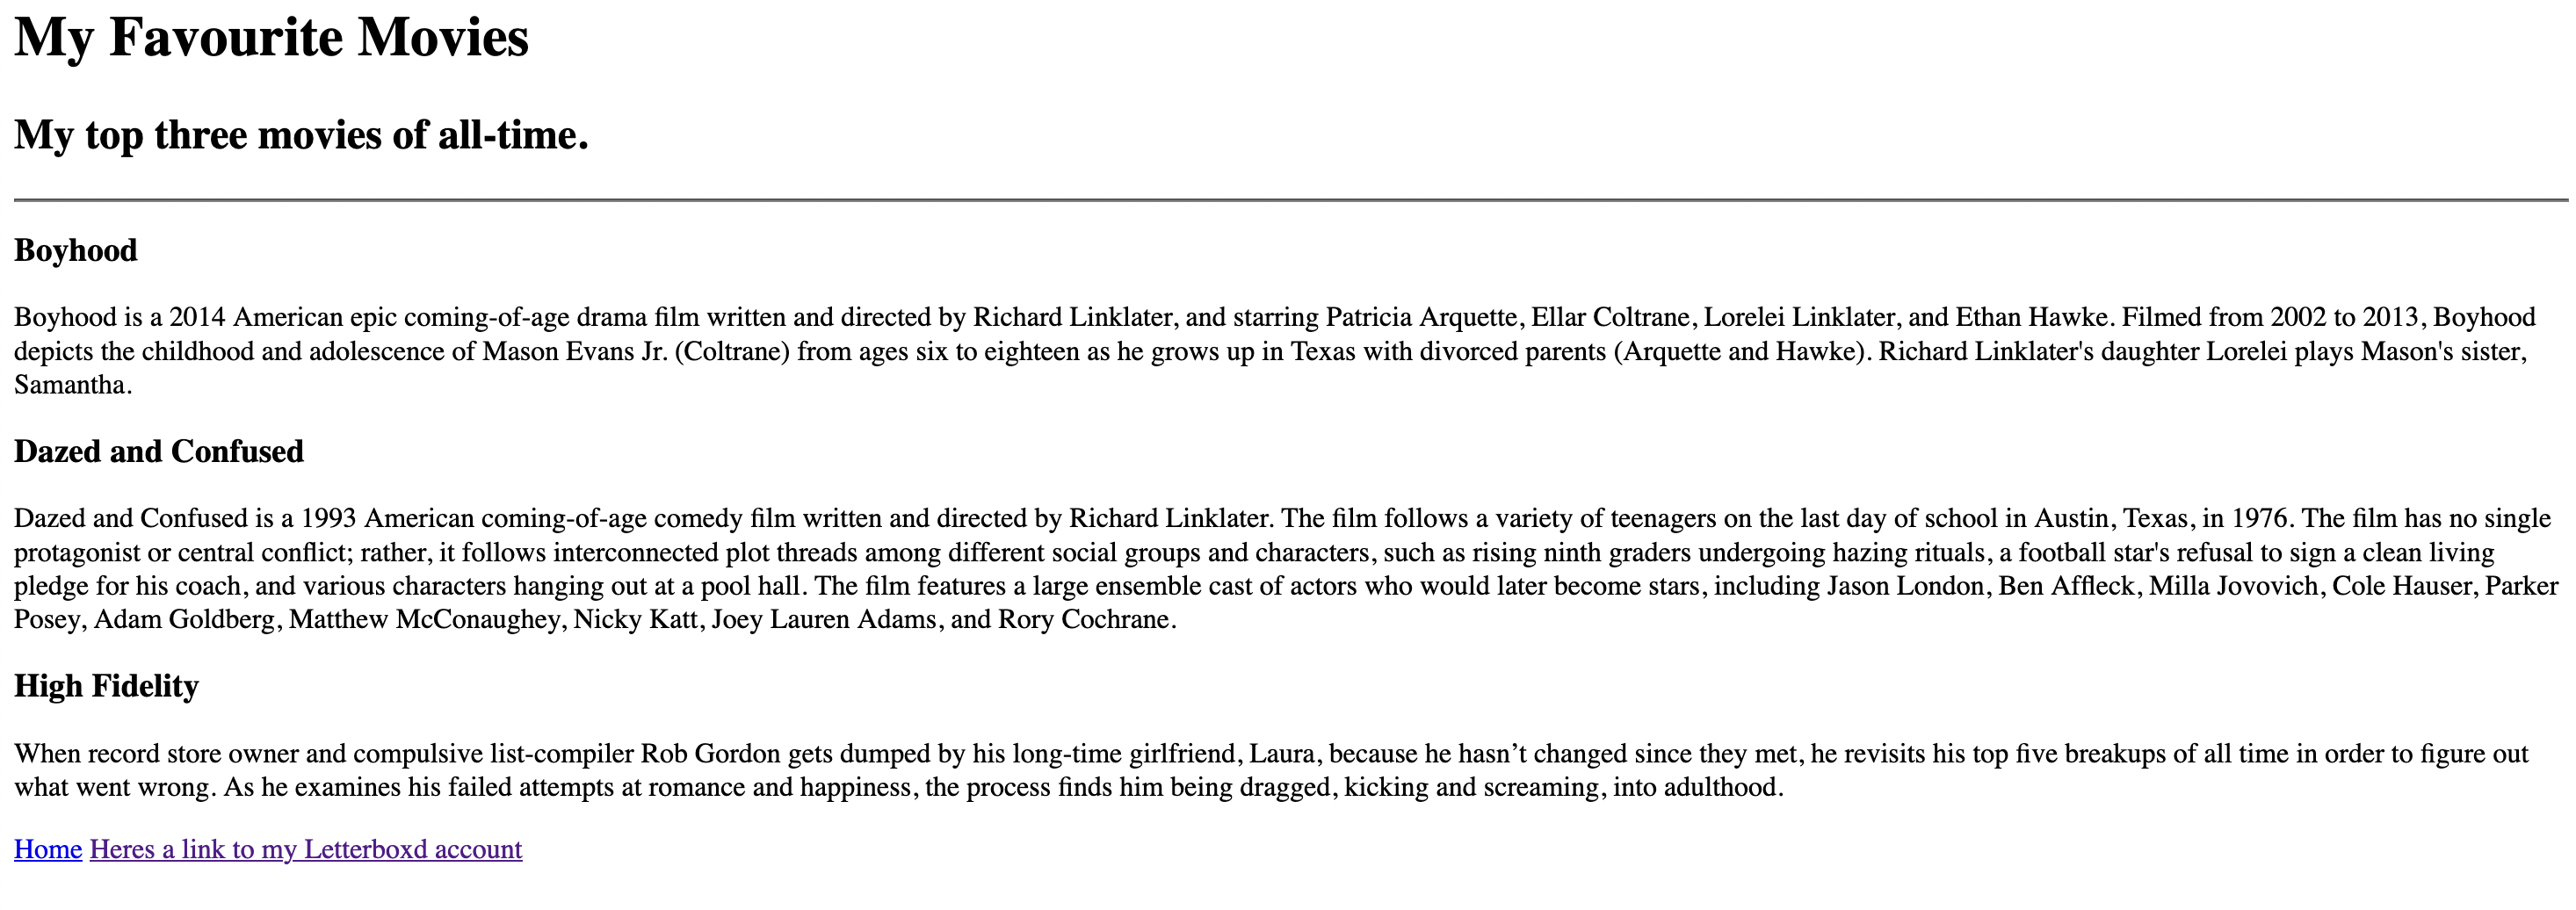 My Favourite Movies
My top three movies of all-time.
Boyhood
Boyhood is a 2014 American epic coming-of-age drama film written and directed by Richard Linklater, and starring Patricia Arquette, Ellar Coltrane, Lorelei Linklater, and Ethan Hawke. Filmed from 2002 to 2013, Boyhood
depicts the childhood and adolescence of Mason Evans Jr. (Coltrane) from ages six to eighteen as he grows up in Texas with divorced parents (Arquette and Hawke). Richard Linklater's daughter Lorelei plays Mason's sister,
Samantha.
Dazed and Confused
Dazed and Confused is a 1993 American coming-of-age comedy film written and directed by Richard Linklater. The film follows a variety of teenagers on the last day of school in Austin, Texas, in 1976. The film has no single
protagonist or central conflict; rather, it follows interconnected plot threads among different social groups and characters, such as rising ninth graders undergoing hazing rituals, a football star's refusal to sign a clean living
pledge for his coach, and various characters hanging out at a pool hall. The film features a large ensemble cast of actors who would later become stars, including Jason London, Ben Affleck, Milla Jovovich, Cole Hauser, Parker
Posey, Adam Goldberg, Matthew McConaughey, Nicky Katt, Joey Lauren Adams, and Rory Cochrane.
High Fidelity
When record store owner and compulsive list-compiler Rob Gordon gets dumped by his long-time girlfriend, Laura, because he hasn’t changed since they met, he revisits his top five breakups of all time in order to figure out
what went wrong. As he examines his failed attempts at romance and happiness, the process finds him being dragged, kicking and screaming, into adulthood.
Home Heres a link to my Letterboxd account